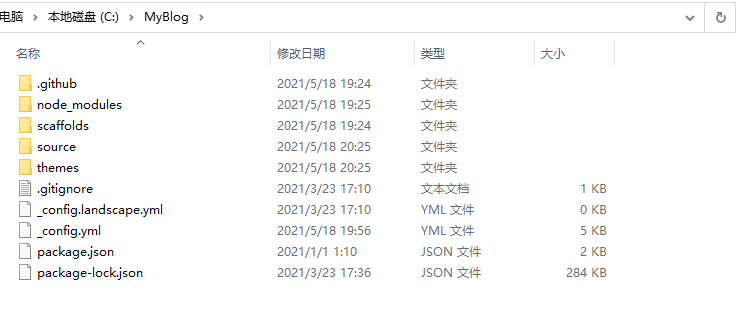 电脑 › 本地磁盘 (C:) › MyBlog ›
名称 修改日期 类型 大小
.github 2021/5/18 19:24 文件夹
node_modules 2021/5/18 19:25 文件夹
scaffolds 2021/5/18 19:24 文件夹
source 2021/5/18 20:25 文件夹
themes 2021/5/18 20:25 文件夹
.gitignore 2021/3/23 17:10 文本文档 1 KB
_config.landscape.yml 2021/3/23 17:10 YML 文件 0 KB
_config.yml 2021/5/18 19:56 YML 文件 5 KB
package.json 2021/1/1 1:10 JSON 文件 2 KB
package-lock.json 2021/3/23 17:36 JSON 文件 284 KB